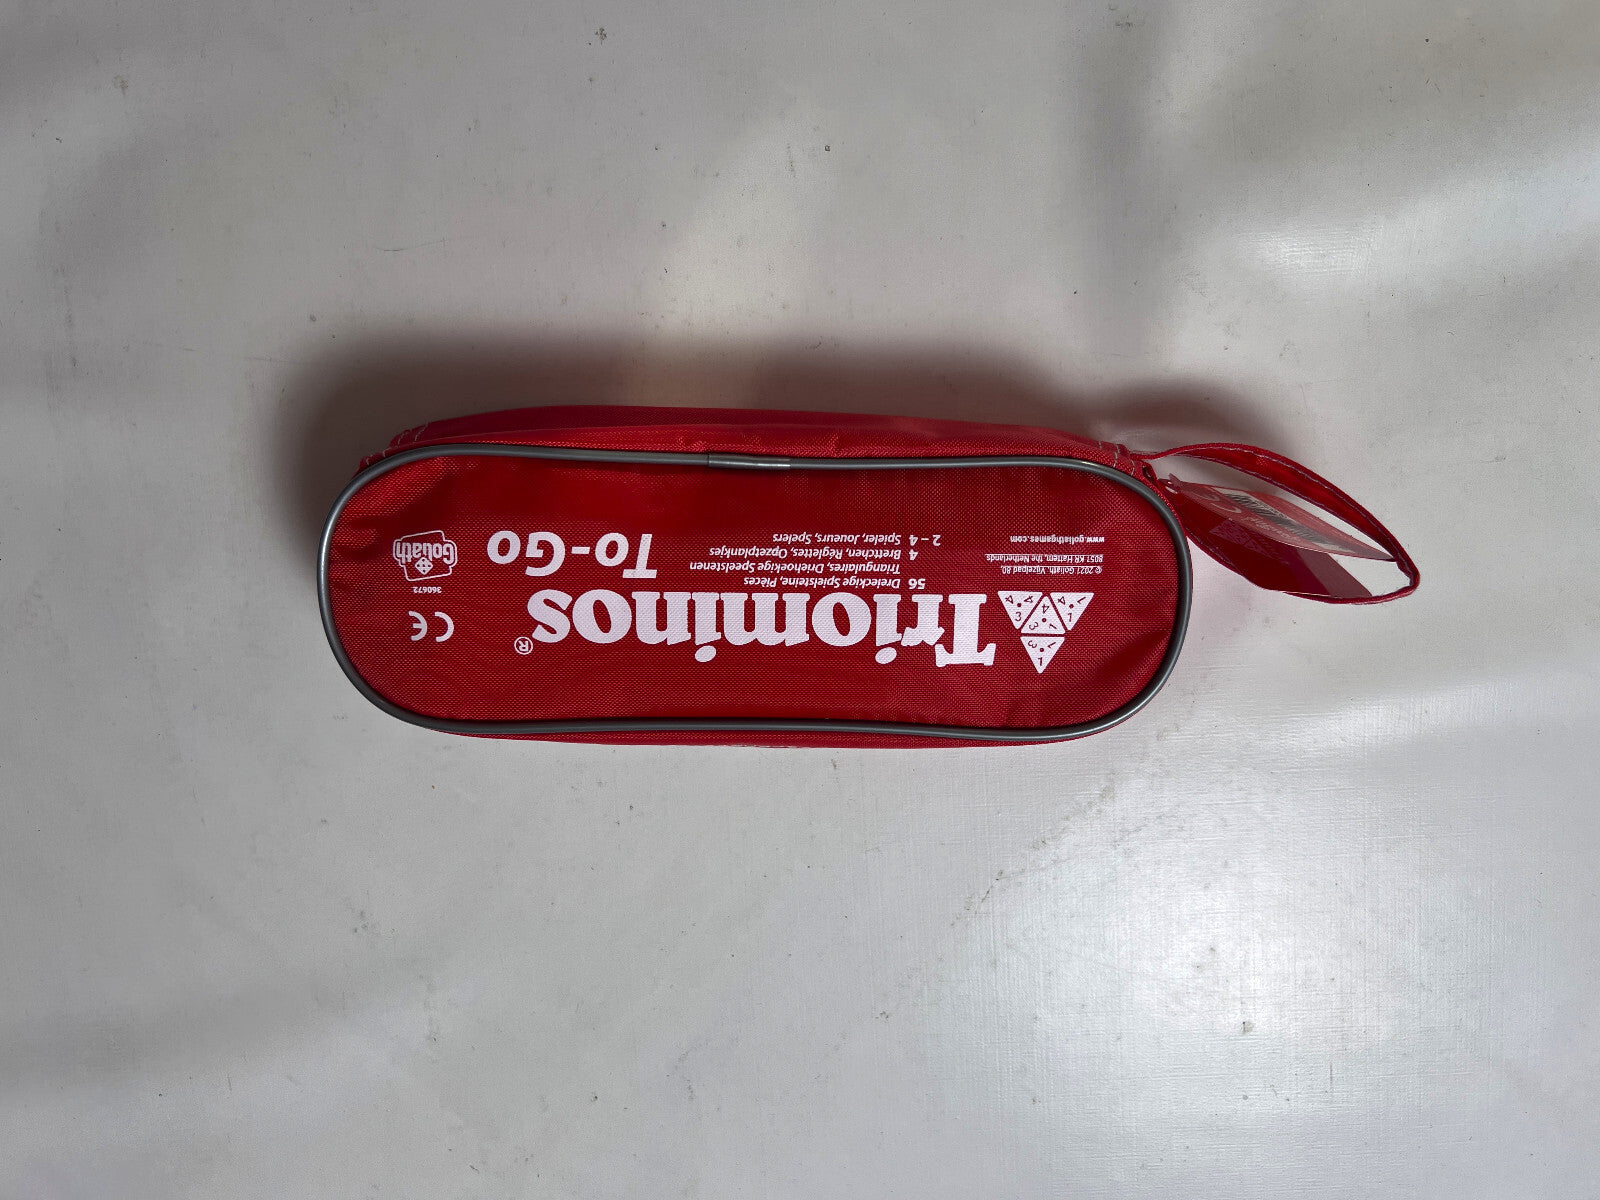 Triominos®
To-Go
56 Dreieckige Spielsteine, Pièces
Triangulaires, Driehoekige Speelstenen
4 Brettchen, Réglettes, Opzetplankjes
2 – 4 Spieler, Joueurs, Spelers
© 2021 Goliath, Vijzelpad 80,
8051 KR Hattem, the Netherlands
www.goliathgames.com
CE
360672
Goliath